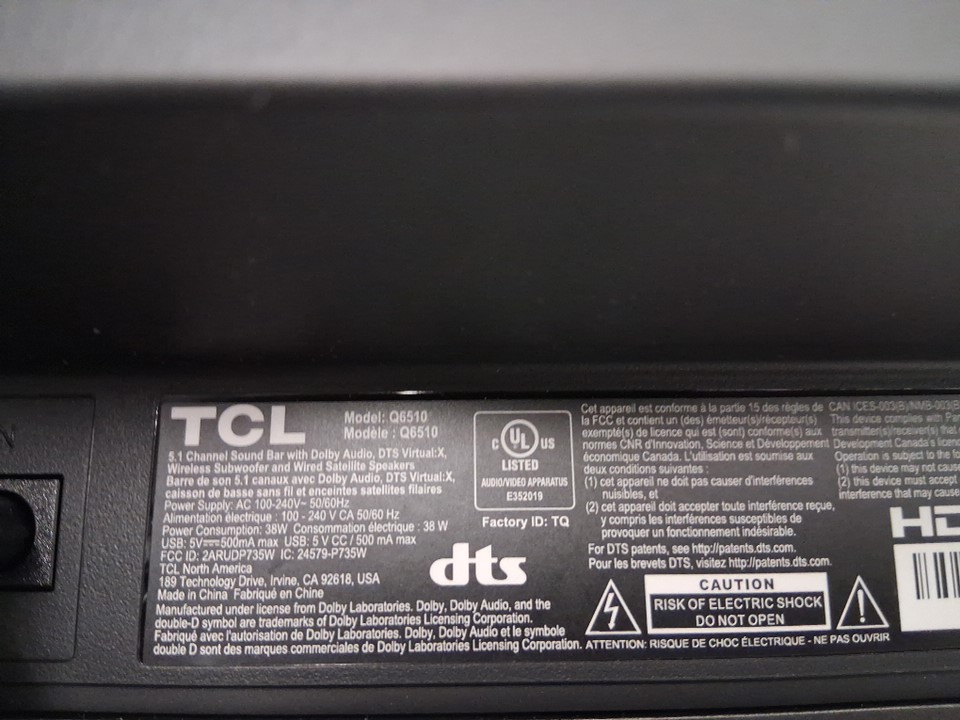 TCL
Model: Q6510
Modèle : Q6510
5.1 Channel Sound Bar with Dolby Audio, DTS Virtual:X,
Wireless Subwoofer and Wired Satellite Speakers
Barre de son 5.1 canaux avec Dolby Audio, DTS Virtual:X,
caisson de basse sans fil et enceintes satellites filaires
Power Supply: AC 100-240V~ 50/60Hz
Alimentation électrique : 100 - 240 V CA 50/60 Hz
Power Consumption: 38W Consommation électrique : 38 W
USB: 5V⎓500mA max USB: 5 V CC / 500 mA max
FCC ID: 2ARUDP735W IC: 24579-P735W
TCL North America
189 Technology Drive, Irvine, CA 92618, USA
Made in China Fabriqué en Chine
Manufactured under license from Dolby Laboratories. Dolby, Dolby Audio, and the
double-D symbol are trademarks of Dolby Laboratories Licensing Corporation.
Fabriqué avec l'autorisation de Dolby Laboratories. Dolby, Dolby Audio et le symbole
double D sont des marques commerciales de Dolby Laboratories Licensing Corporation.
C UL US
LISTED
AUDIO/VIDEO APPARATUS
E352019
Factory ID: TQ
dts
Cet appareil est conforme à la partie 15 des règles de
la FCC et contient un (des) émetteur(s)/récepteur(s)
exempté(s) de licence qui est (sont) conforme(s) aux
normes CNR d'Innovation, Science et Développement
économique Canada. L'utilisation est soumise aux
deux conditions suivantes :
(1) cet appareil ne doit pas causer d'interférences
nuisibles, et
(2) cet appareil doit accepter toute interférence reçue,
y compris les interférences susceptibles de
provoquer un fonctionnement indésirable.
For DTS patents, see http://patents.dts.com.
Pour les brevets DTS, visitez http://patents.dts.com.
CAUTION
RISK OF ELECTRIC SHOCK
DO NOT OPEN
ATTENTION: RISQUE DE CHOC ÉLECTRIQUE - NE PAS OUVRIR
CAN ICES-003(B)/NMB-003(B)
This device complies with
transmitter(s)/receiver(s) that
Development Canada's
Operation is subject to the
(1) this device may not cause
(2) this device must accept
interference that may cause